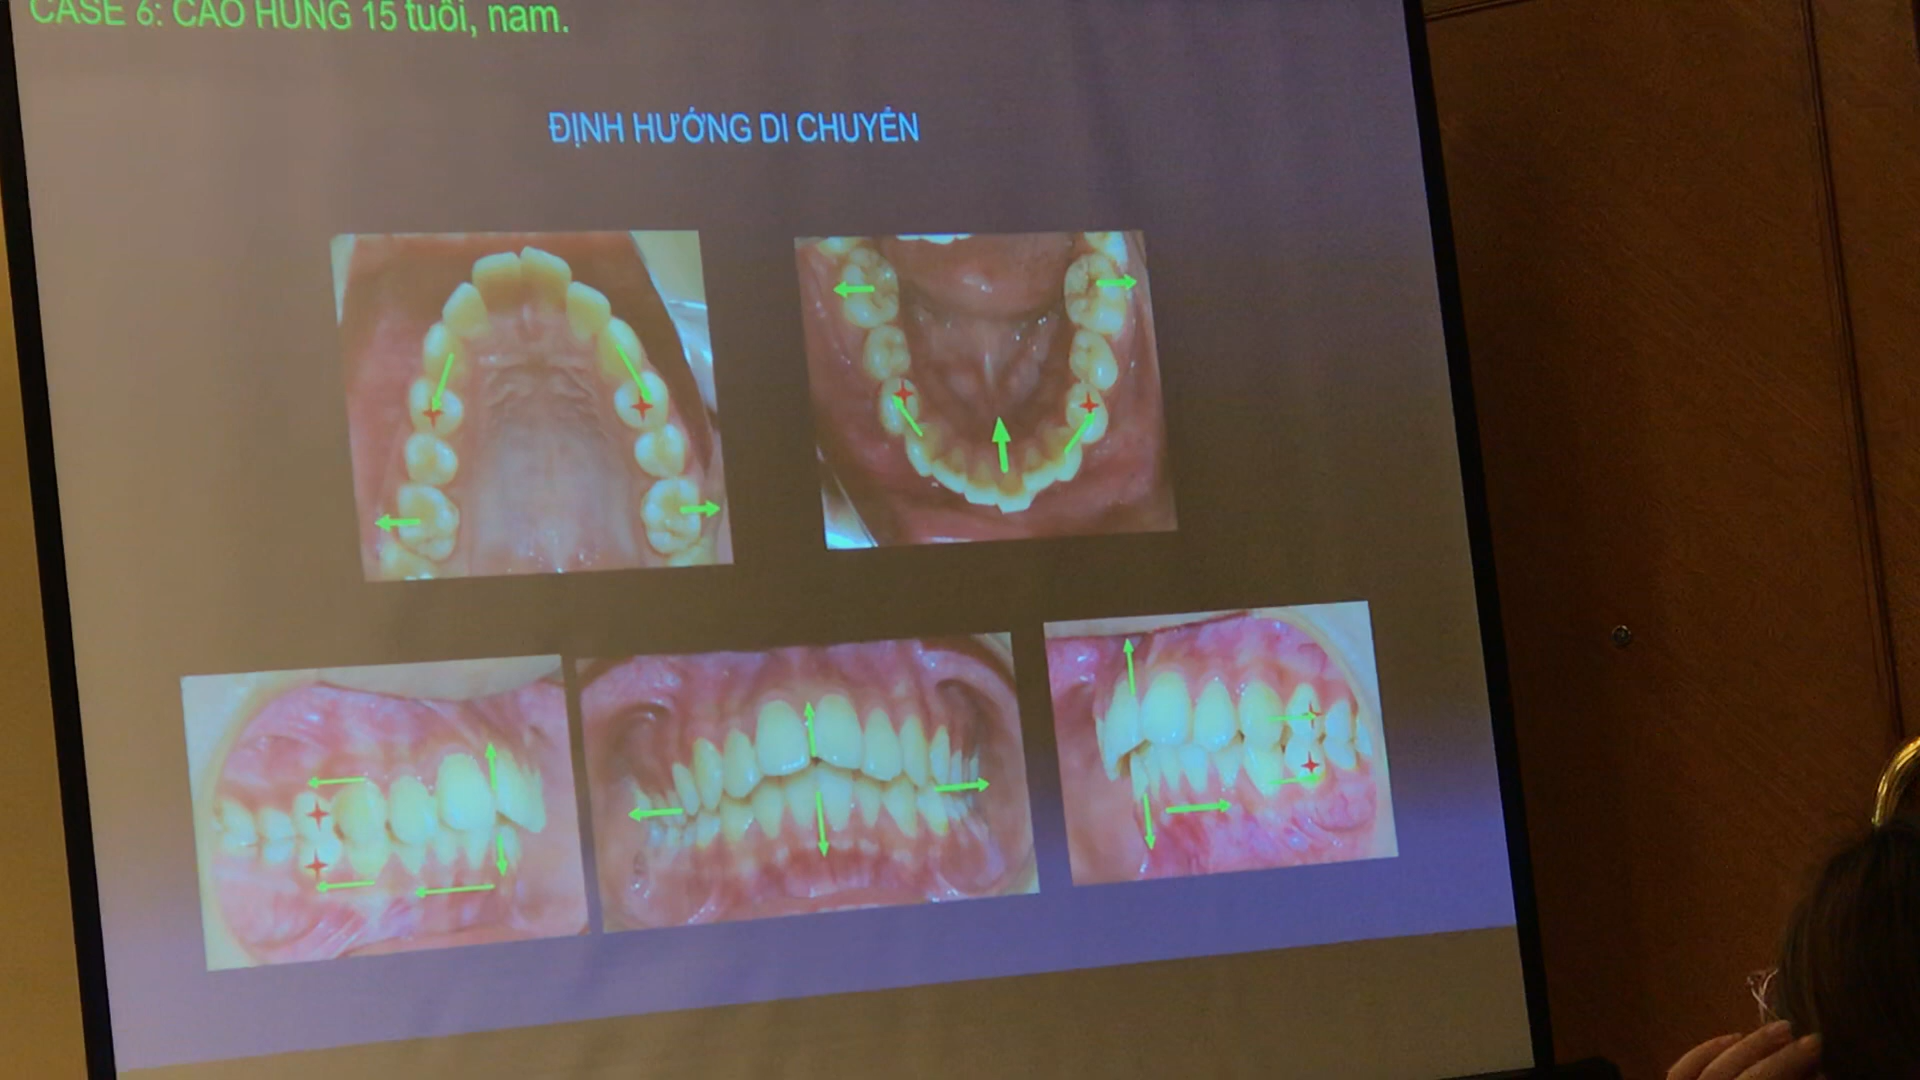 CASE 6: CAO HÙNG 15 tuổi, nam.
ĐỊNH HƯỚNG DI CHUYỂN